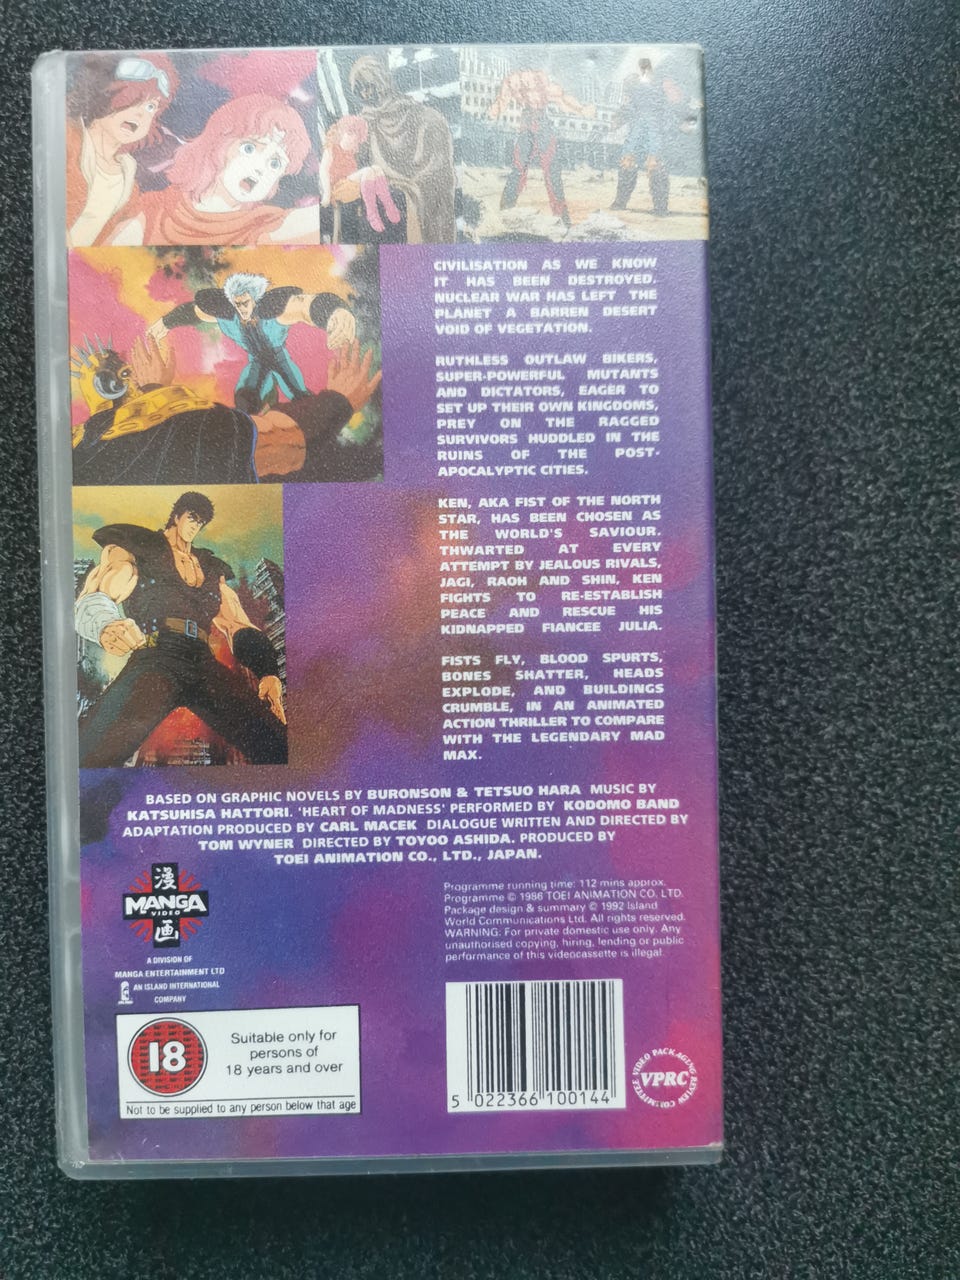 CIVILISATION AS WE KNOW
IT HAS BEEN DESTROYED.
NUCLEAR WAR HAS LEFT THE
PLANET A BARREN DESERT
VOID OF VEGETATION.
RUTHLESS OUTLAW BIKERS,
SUPER-POWERFUL MUTANTS
AND DICTATORS, EAGER TO
SET UP THEIR OWN KINGDOMS,
PREY ON THE RAGGED
SURVIVORS HUDDLED IN THE
RUINS OF THE POST-
APOCALYPTIC CITIES.
KEN, AKA FIST OF THE NORTH
STAR, HAS BEEN CHOSEN AS
THE WORLD'S SAVIOUR.
THWARTED AT EVERY
ATTEMPT BY JEALOUS RIVALS,
JAGI, RAOH AND SHIN, KEN
FIGHTS TO RE-ESTABLISH
PEACE AND RESCUE HIS
KIDNAPPED FIANCEE JULIA.
FISTS FLY, BLOOD SPURTS,
BONES SHATTER, HEADS
EXPLODE, AND BUILDINGS
CRUMBLE, IN AN ANIMATED
ACTION THRILLER TO COMPARE
WITH THE LEGENDARY MAD
MAX.
BASED ON GRAPHIC NOVELS BY BURONSON & TETSUO HARA MUSIC BY
KATSUHISA HATTORI. 'HEART OF MADNESS' PERFORMED BY KODOMO BAND
ADAPTATION PRODUCED BY CARL MACEK DIALOGUE WRITTEN AND DIRECTED BY
TOM WYNER DIRECTED BY TOYOO ASHIDA. PRODUCED BY
TOEI ANIMATION CO., LTD., JAPAN.
漫
MANGA
VIDEO
画
A DIVISION OF
MANGA ENTERTAINMENT LTD
AN ISLAND INTERNATIONAL
COMPANY
Programme running time: 112 mins approx.
Programme © 1986 TOEI ANIMATION CO. LTD.
Package design & summary © 1992 Island
World Communications Ltd. All rights reserved.
WARNING: For private domestic use only. Any
unauthorised copying, hiring, lending or public
performance of this videocassette is illegal.
18
Suitable only for
persons of
18 years and over
Not to be supplied to any person below that age
5 022366 100144
VIDEO PACKAGING REVIEW COMMITTEE
VPRC